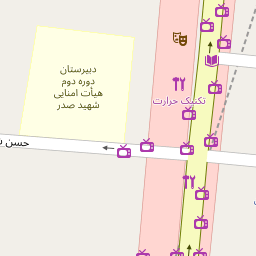 دبیرستان
دوره دوم
هیأت امنایی
شهید صدر
تکنیک حرارت
حسن